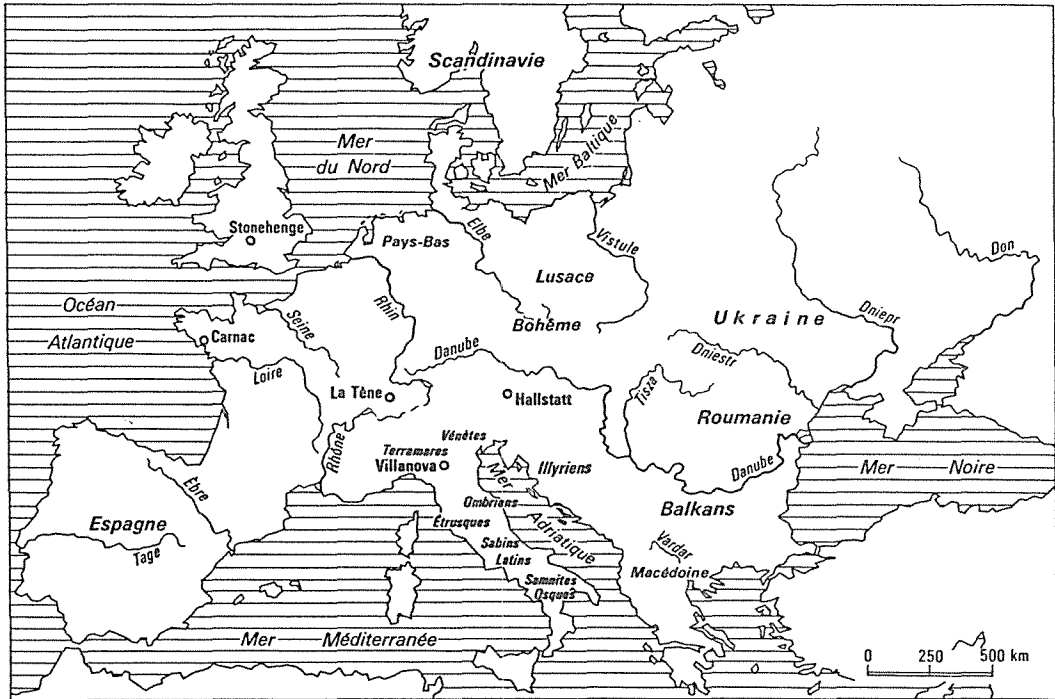 Scandinavie
Mer
du Nord
Mer Baltique
Stonehenge
Pays-Bas
Elbe
Vistule
Don
Lusace
Océan
Atlantique
Carnac
Seine
Rhin
Bohême
Ukraine
Dniepr
Dniestr
Danube
Loire
La Tène
Hallstatt
Tisza
Roumanie
Rhône
Vénètes
Terramares
Villanova
Illyriens
Danube
Mer Noire
Mer
Adriatique
Èbre
Espagne
Tage
Ombriens
Étrusques
Sabins
Latins
Samnites
Osques
Balkans
Vardar
Macédoine
Mer Méditerranée
0 250 500 km